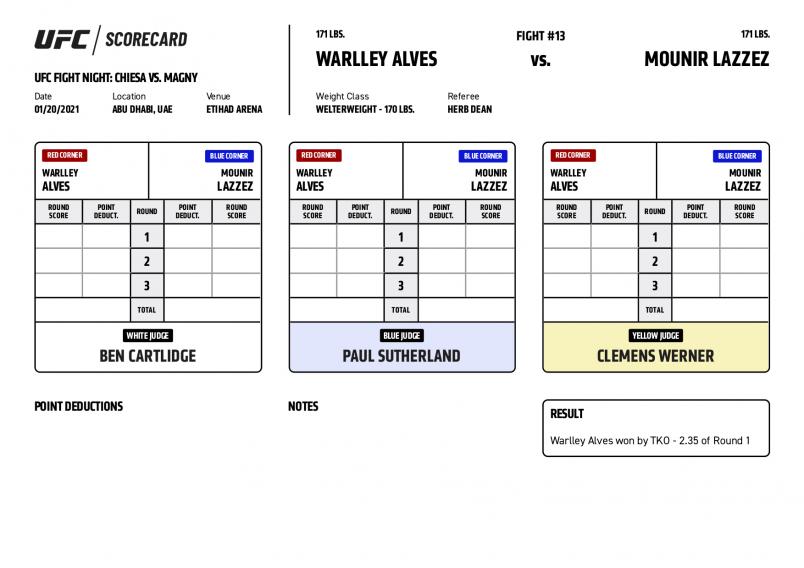 UFC / SCORECARD
UFC FIGHT NIGHT: CHIESA VS. MAGNY
Date Location Venue
01/20/2021 ABU DHABI, UAE ETIHAD ARENA
171 LBS. FIGHT #13 171 LBS.
WARLLEY ALVES VS. MOUNIR LAZZEZ
Weight Class Referee
WELTERWEIGHT - 170 LBS. HERB DEAN
RED CORNER BLUE CORNER
WARLLEY MOUNIR
ALVES LAZZEZ
ROUND SCORE POINT DEDUCT. ROUND POINT DEDUCT. ROUND SCORE
1
2
3
TOTAL
WHITE JUDGE
BEN CARTLIDGE
RED CORNER BLUE CORNER
WARLLEY MOUNIR
ALVES LAZZEZ
ROUND SCORE POINT DEDUCT. ROUND POINT DEDUCT. ROUND SCORE
1
2
3
TOTAL
BLUE JUDGE
PAUL SUTHERLAND
RED CORNER BLUE CORNER
WARLLEY MOUNIR
ALVES LAZZEZ
ROUND SCORE POINT DEDUCT. ROUND POINT DEDUCT. ROUND SCORE
1
2
3
TOTAL
YELLOW JUDGE
CLEMENS WERNER
POINT DEDUCTIONS
NOTES
RESULT
Warlley Alves won by TKO - 2.35 of Round 1